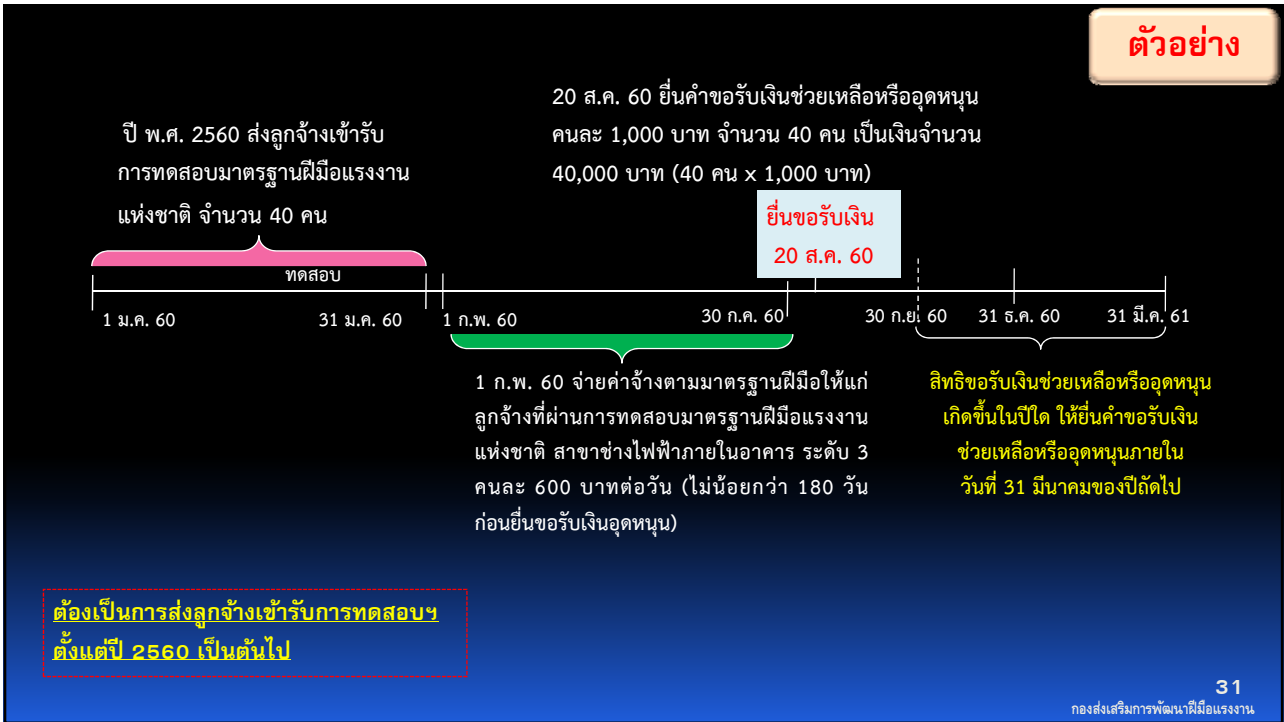 ตัวอย่าง
20 ส.ค. 60 ยื่นคำขอรับเงินช่วยเหลือหรืออุดหนุน
คนละ 1,000 บาท จำนวน 40 คน เป็นเงินจำนวน
40,000 บาท (40 คน x 1,000 บาท)
ปี พ.ศ. 2560 ส่งลูกจ้างเข้ารับ
การทดสอบมาตรฐานฝีมือแรงงาน
แห่งชาติ จำนวน 40 คน
ยื่นขอรับเงิน
20 ส.ค. 60
ทดสอบ
1 ม.ค. 60
31 ม.ค. 60
1 ก.พ. 60
30 ก.ค. 60
30 ก.ย. 60
31 ธ.ค. 60
31 มี.ค. 61
1 ก.พ. 60 จ่ายค่าจ้างตามมาตรฐานฝีมือให้แก่
ลูกจ้างที่ผ่านการทดสอบมาตรฐานฝีมือแรงงาน
แห่งชาติ สาขาช่างไฟฟ้าภายในอาคาร ระดับ 3
คนละ 600 บาทต่อวัน (ไม่น้อยกว่า 180 วัน
ก่อนยื่นขอรับเงินอุดหนุน)
สิทธิขอรับเงินช่วยเหลือหรืออุดหนุน
เกิดขึ้นในปีใด ให้ยื่นคำขอรับเงิน
ช่วยเหลือหรืออุดหนุนภายใน
วันที่ 31 มีนาคมของปีถัดไป
ต้องเป็นการส่งลูกจ้างเข้ารับการทดสอบฯ
ตั้งแต่ปี 2560 เป็นต้นไป
31
กองส่งเสริมการพัฒนาฝีมือแรงงาน